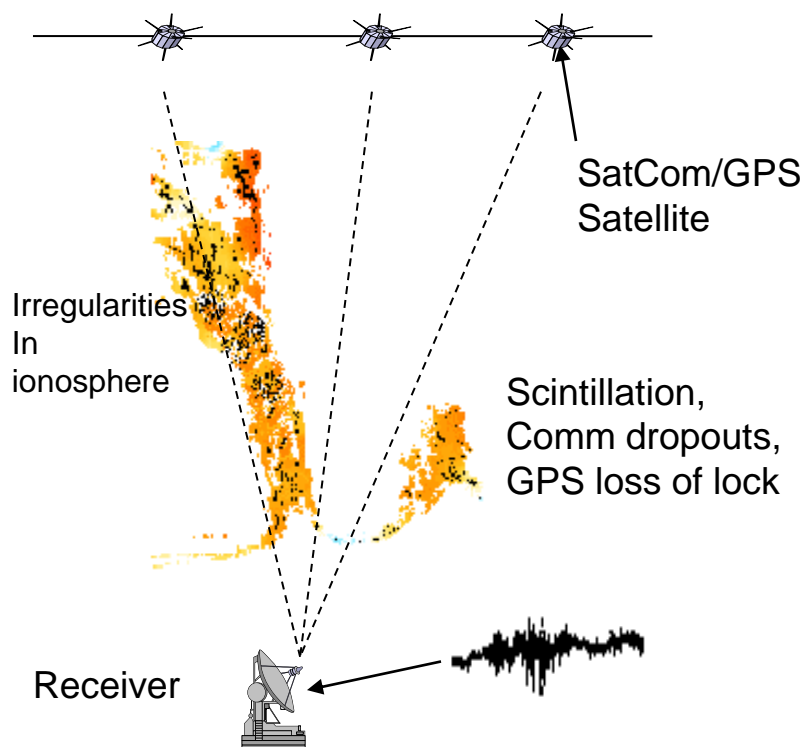 SatCom/GPS
Satellite
Irregularities
In
ionosphere
Scintillation,
Comm dropouts,
GPS loss of lock
Receiver